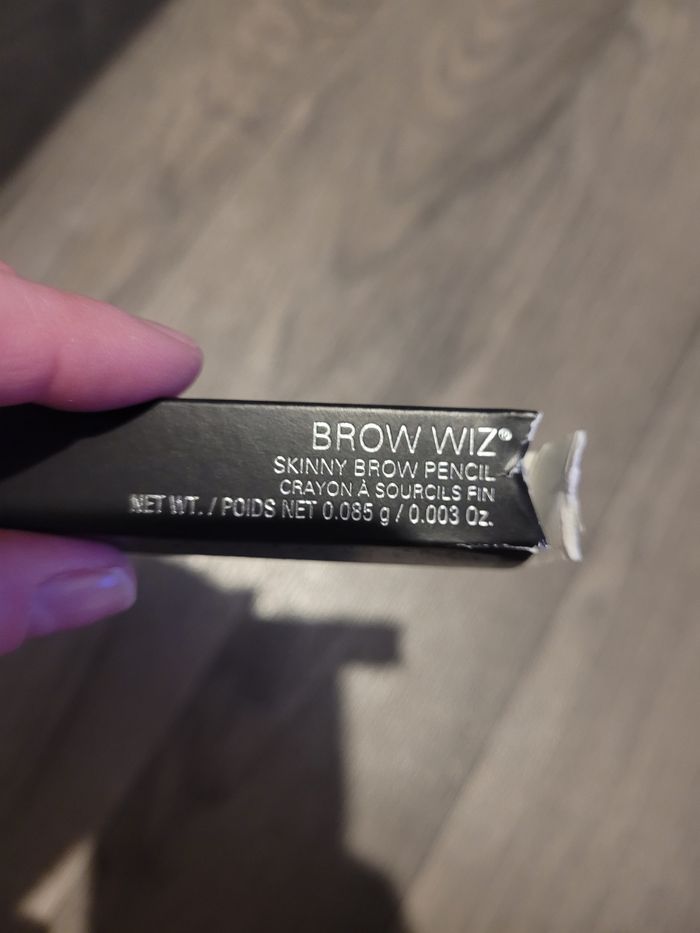 BROW WIZ®
SKINNY BROW PENCIL
CRAYON À SOURCILS FIN
NET WT. / POIDS NET 0.085 g / 0.003 Oz.